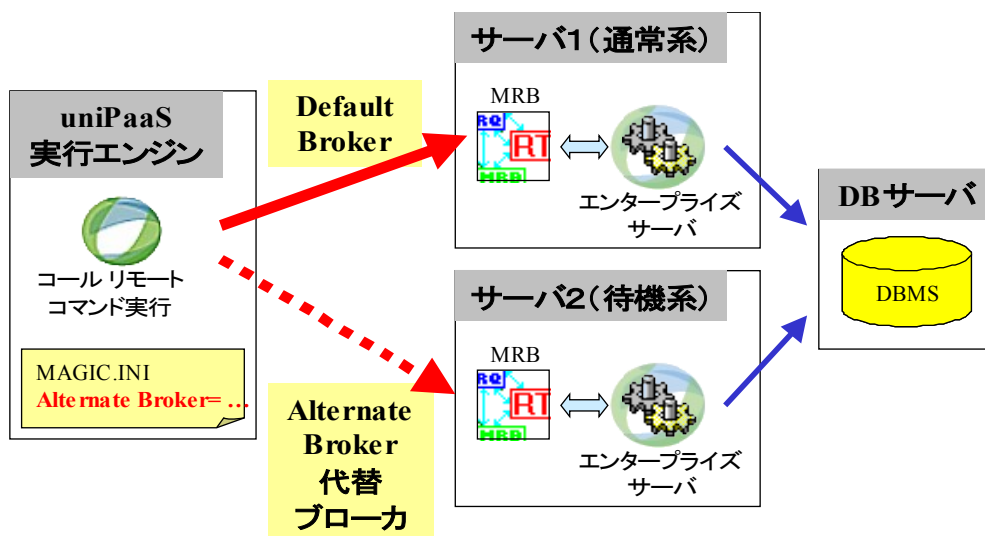 uniPaaS
実行エンジン
コール リモート
コマンド実行
MAGIC.INI
Alternate Broker= …
Default
Broker
Alternate
Broker
代替
ブローカ
サーバ1（通常系）
MRB
RQ
RT
MRB
エンタープライズ
サーバ
サーバ2（待機系）
MRB
RQ
RT
MRB
エンタープライズ
サーバ
DBサーバ
DBMS